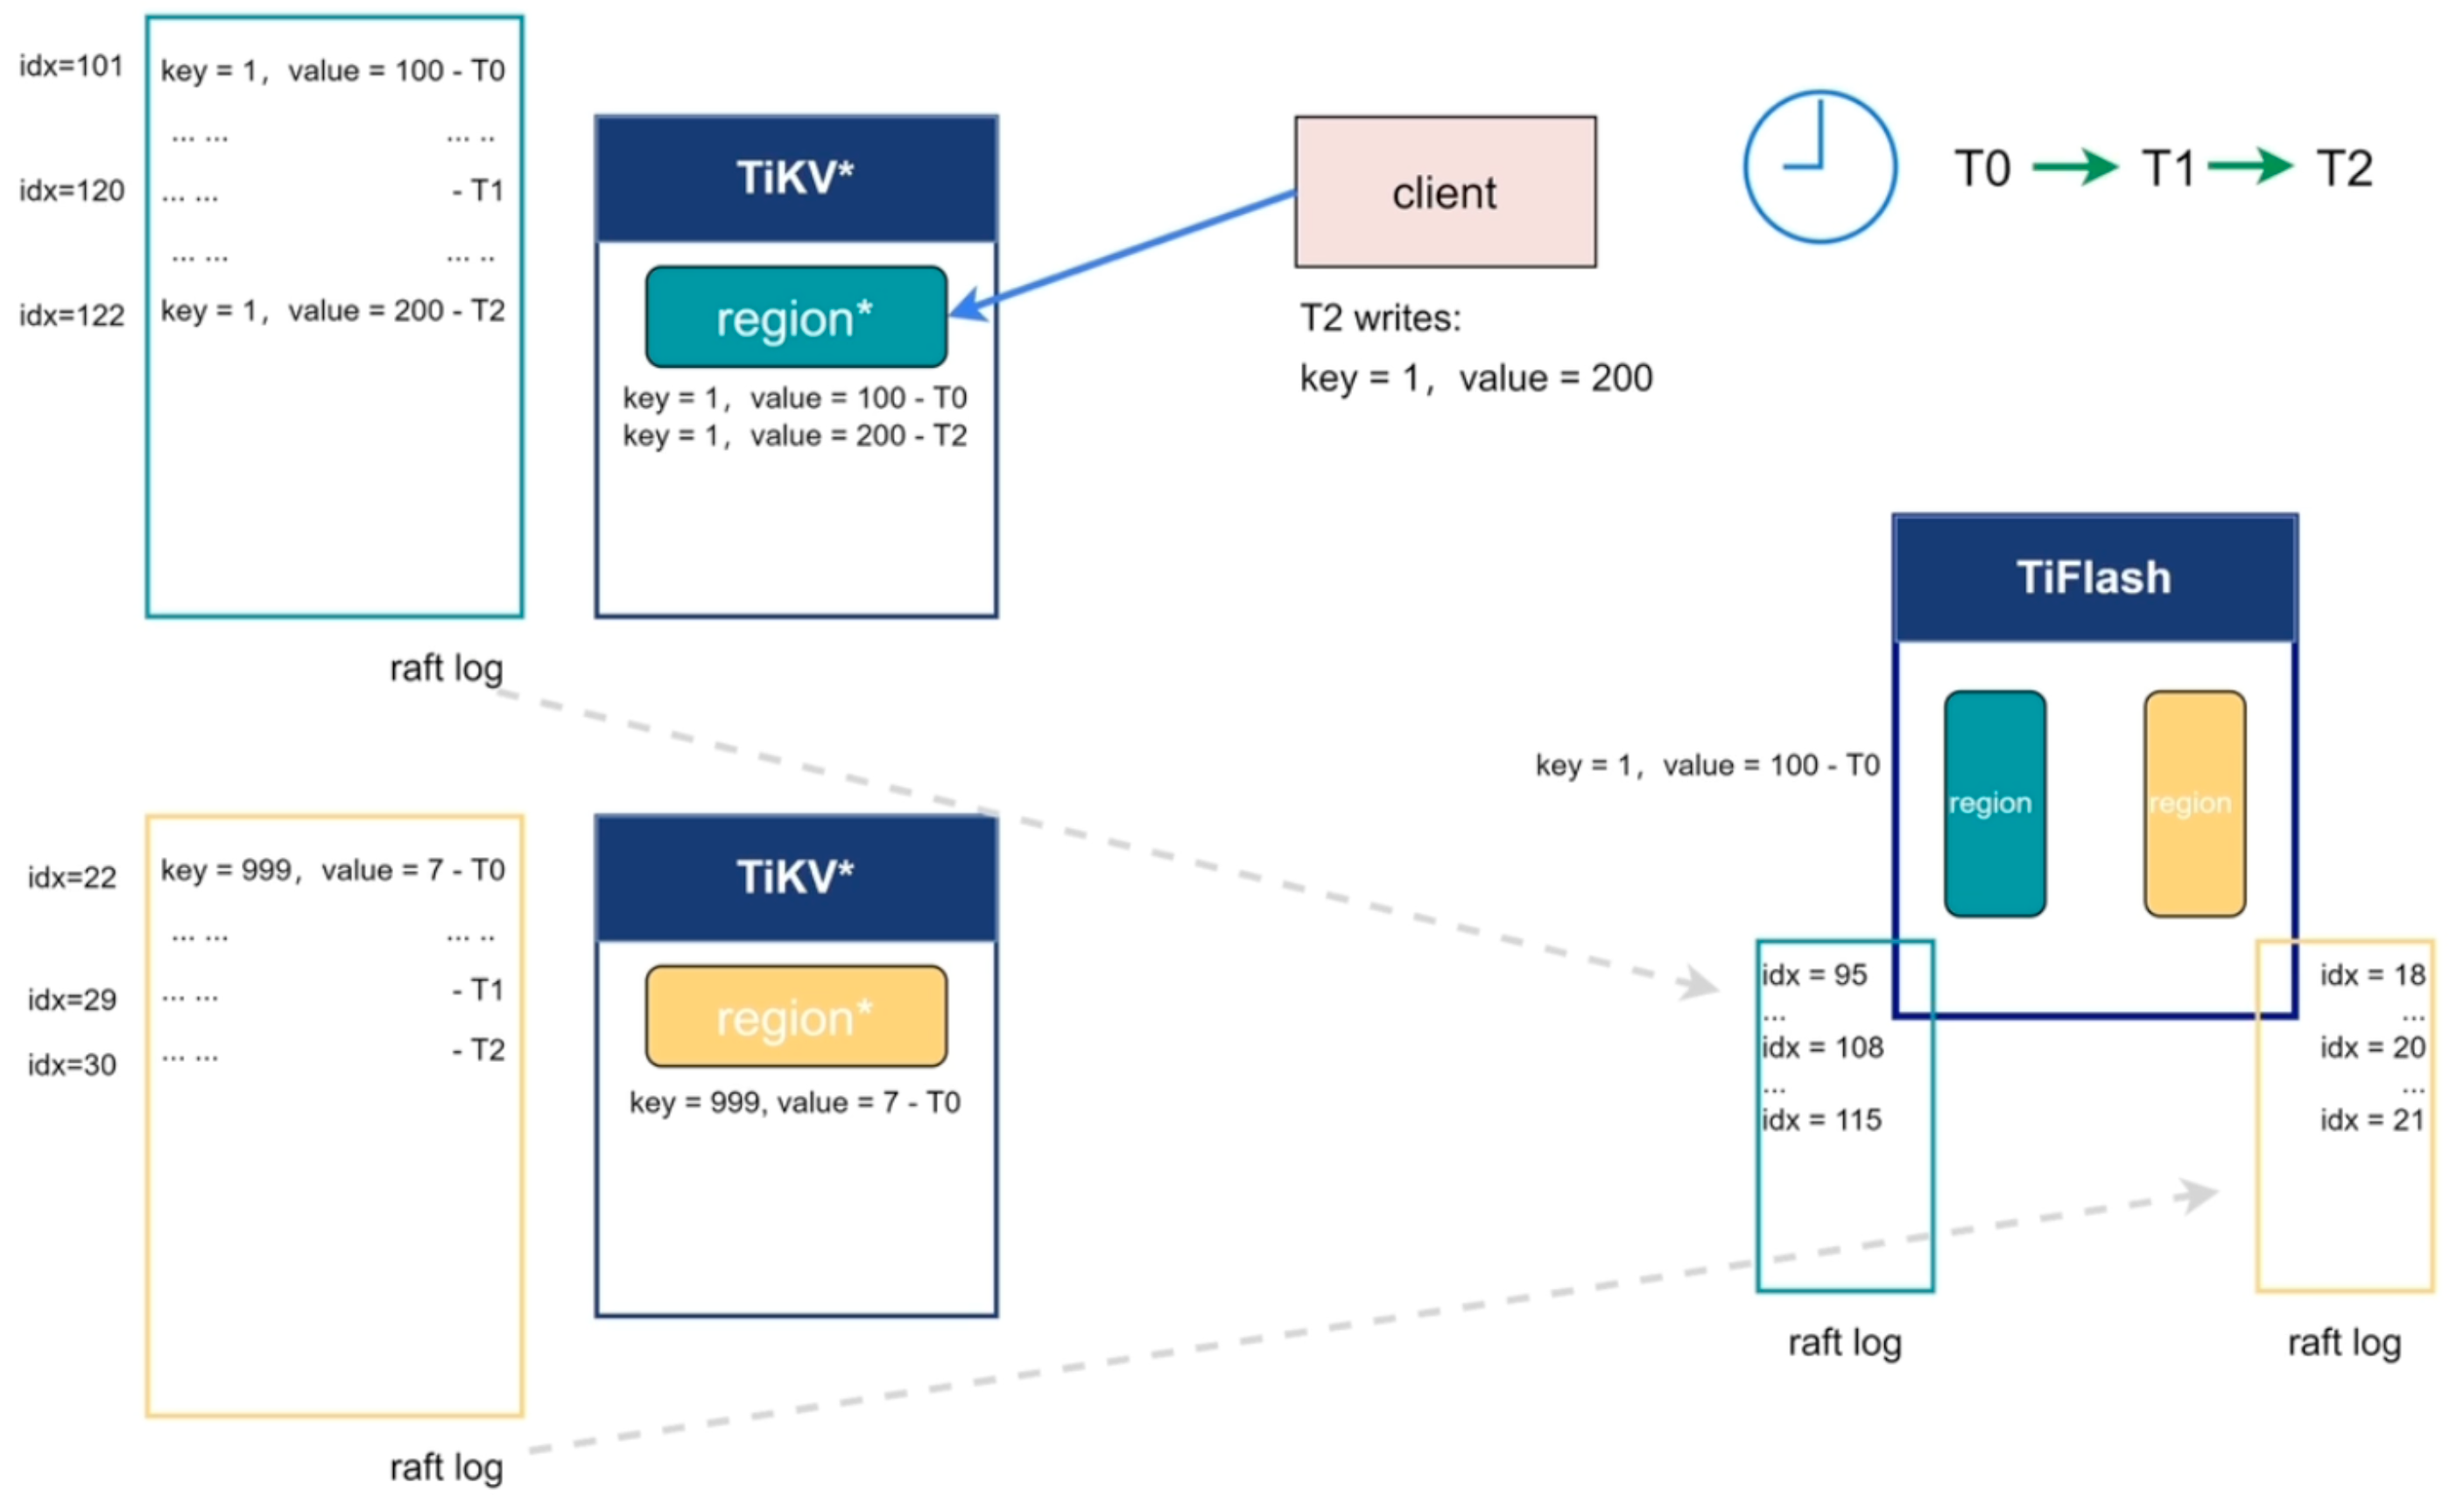 idx=101
key = 1, value = 100 - T0
... ...
... ..
idx=120
... ...
- T1
... ...
... ..
idx=122
key = 1, value = 200 - T2
raft log
TiKV*
region*
key = 1, value = 100 - T0
key = 1, value = 200 - T2
client
T2 writes:
key = 1, value = 200
T0
T1
T2
idx=22
key = 999, value = 7 - T0
... ...
... ..
idx=29
... ...
- T1
idx=30
... ...
- T2
raft log
TiKV*
region*
key = 999, value = 7 - T0
TiFlash
key = 1, value = 100 - T0
region
region
idx = 95
...
idx = 108
...
idx = 115
raft log
idx = 18
...
idx = 20
...
idx = 21
raft log